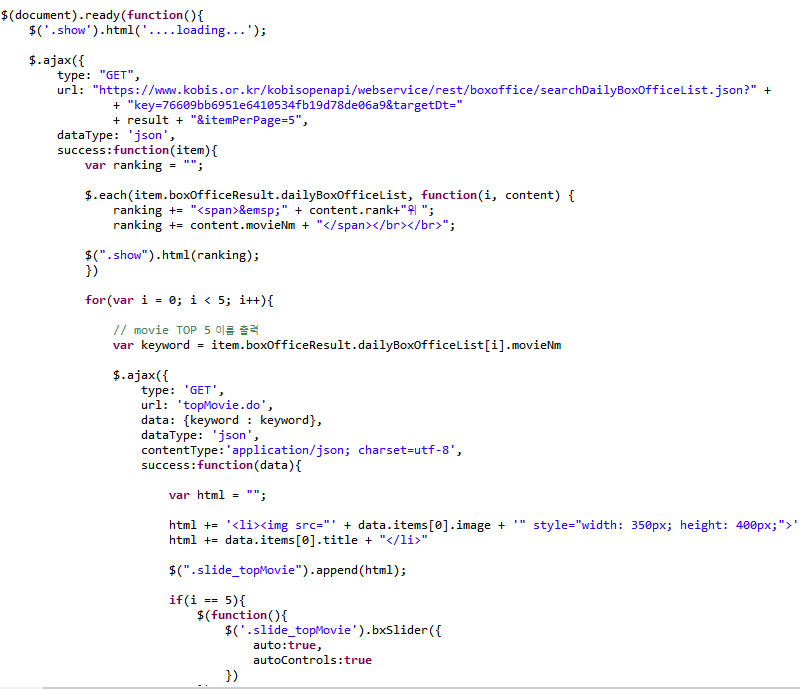 $(document).ready(function(){
$('.show').html('....loading...');
$.ajax({
type: "GET",
url: "https://www.kobis.or.kr/kobisopenapi/webservice/rest/boxoffice/searchDailyBoxOfficeList.json?" +
+ "key=76609bb6951e6410534fb19d78de06a9&targetDt="
+ result + "&itemPerPage=5",
dataType: 'json',
success:function(item){
var ranking = "";
$.each(item.boxOfficeResult.dailyBoxOfficeList, function(i, content) {
ranking += "<span>&emsp;" + content.rank+"위 ";
ranking += content.movieNm + "</span></br></br>";
$(".show").html(ranking);
})
for(var i = 0; i < 5; i++){
// movie TOP 5 이름 출력
var keyword = item.boxOfficeResult.dailyBoxOfficeList[i].movieNm
$.ajax({
type: 'GET',
url: 'topMovie.do',
data: {keyword : keyword},
dataType: 'json',
contentType:'application/json; charset=utf-8',
success:function(data){
var html = "";
html += '<li><img src="' + data.items[0].image + '" style="width: 350px; height: 400px;">'
html += data.items[0].title + "</li>"
$(".slide_topMovie").append(html);
if(i == 5){
$(function(){
$('.slide_topMovie').bxSlider({
auto:true,
autoControls:true
})